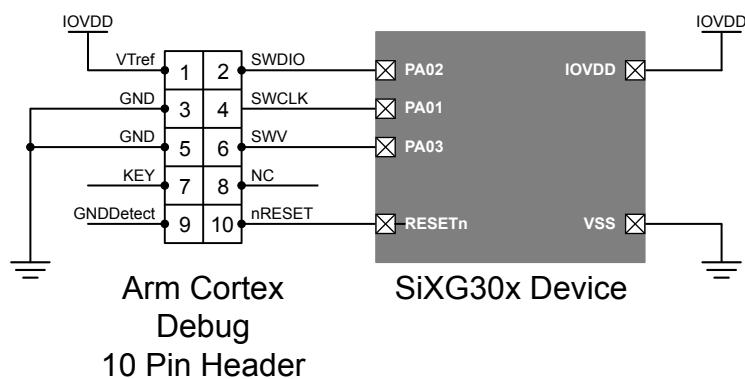 IOVDD
IOVDD
VTref 1 2 SWDIO PA02 IOVDD
GND 3 4 SWCLK PA01
GND 5 6 SWV PA03
KEY 7 8 NC
GNDDetect 9 10 nRESET RESETn VSS
Arm Cortex
Debug
10 Pin Header
SiXG30x Device